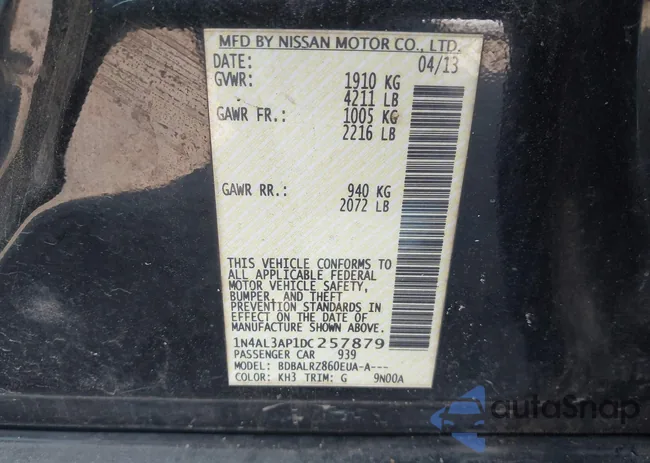 MFD BY NISSAN MOTOR CO., LTD.
DATE: 04/13
GVWR: 1910 KG
4211 LB
GAWR FR.: 1005 KG
2216 LB
GAWR RR.: 940 KG
2072 LB
THIS VEHICLE CONFORMS TO
ALL APPLICABLE FEDERAL
MOTOR VEHICLE SAFETY,
BUMPER, AND THEFT
PREVENTION STANDARDS IN
EFFECT ON THE DATE OF
MANUFACTURE SHOWN ABOVE.
1N4AL3AP1DC257879
PASSENGER CAR 939
MODEL: BDBALRZ860EUA-A---
COLOR: KH3 TRIM: G 9N00A
autoSnap